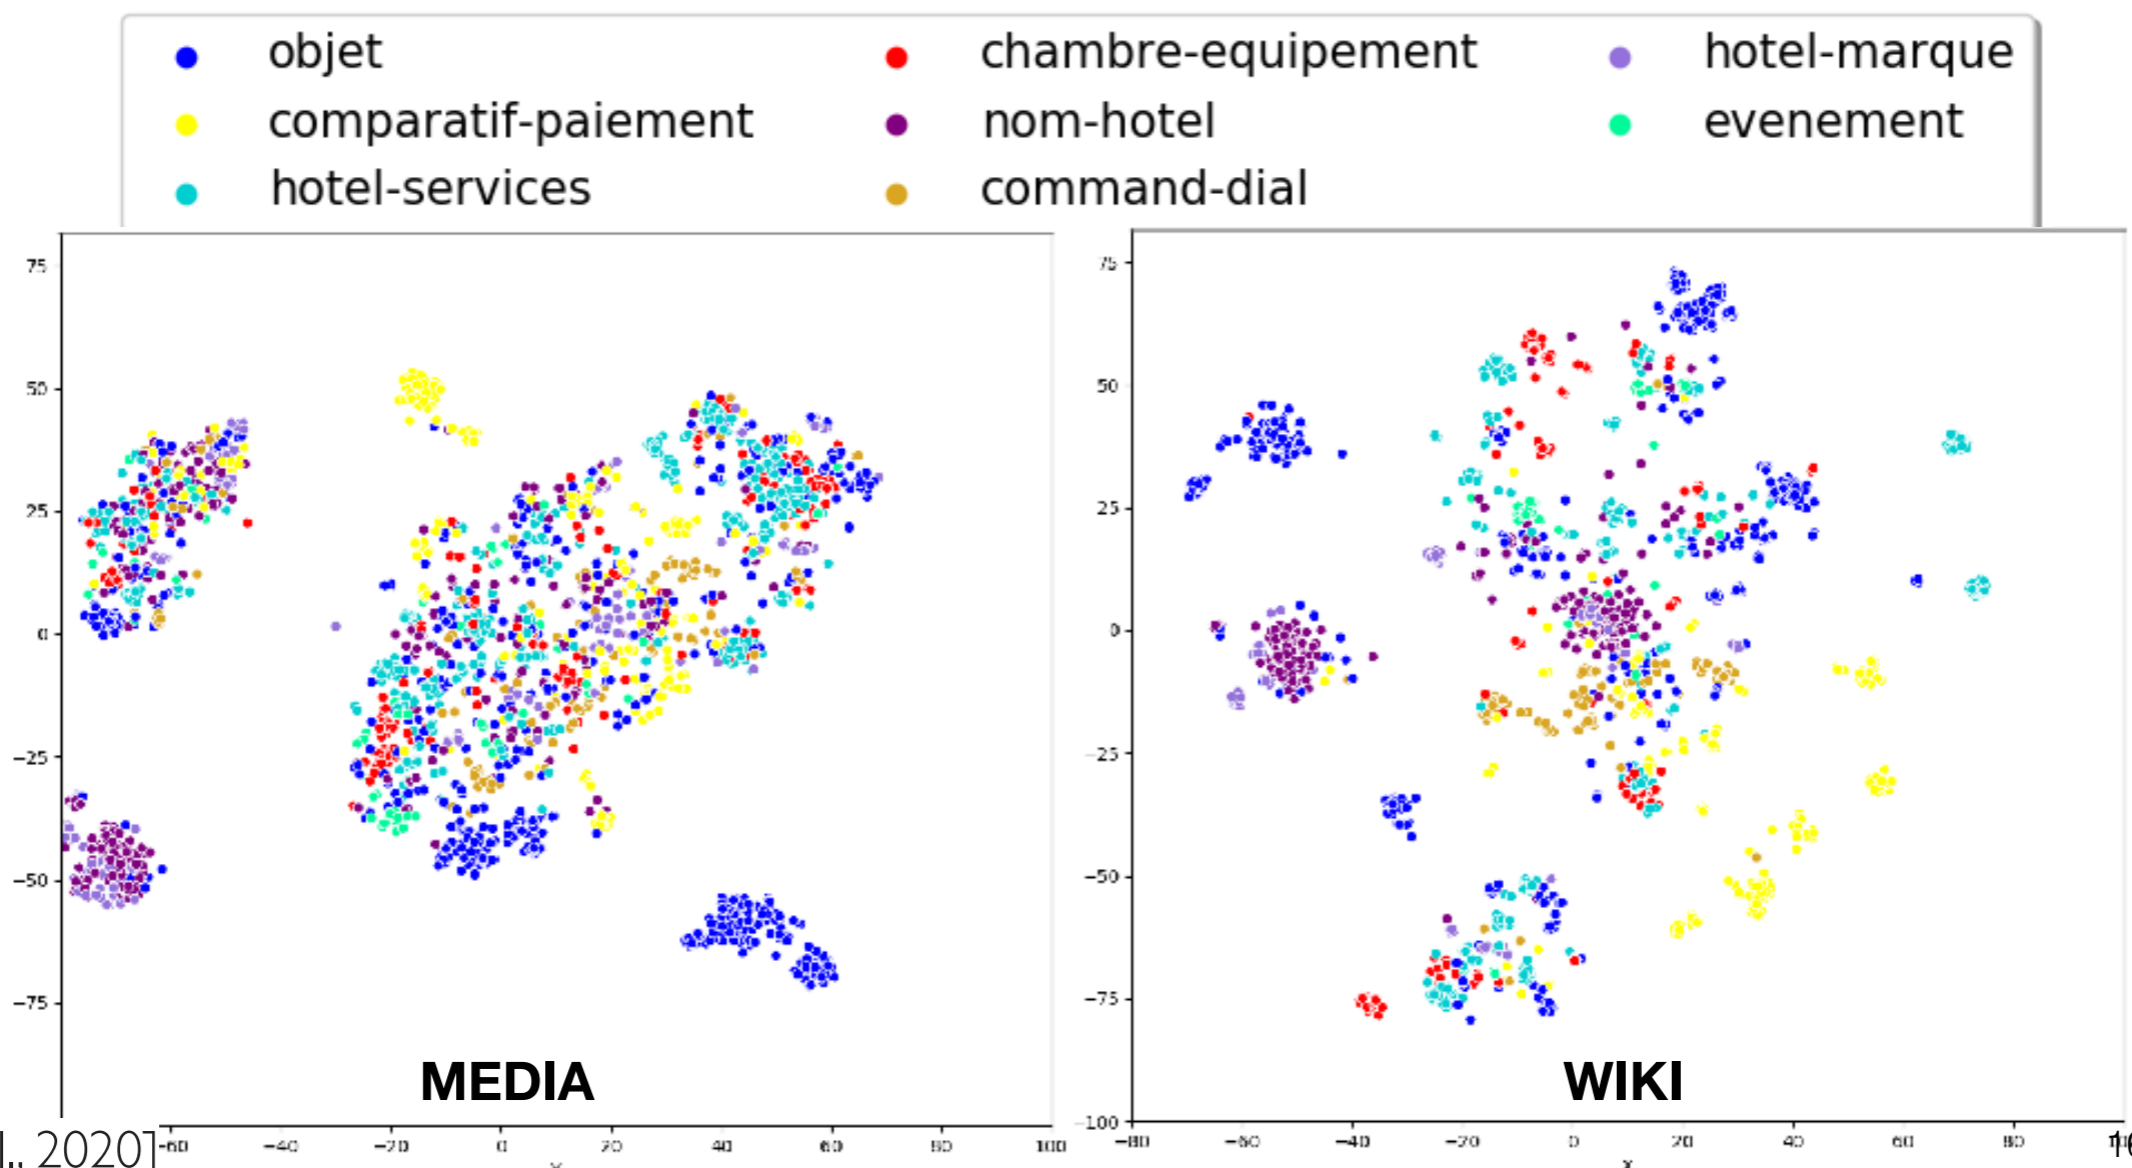 objet chambre-equipement hotel-marque
comparatif-paiement nom-hotel evenement
hotel-services command-dial
75
50
25
0
−25
−50
−75
MEDIA
−60 −40 −20 0 20 40 60 80 100
x
75
50
25
0
−25
−50
−75
−100
WIKI
−80 −60 −40 −20 0 20 40 60 80
x
., 2020]